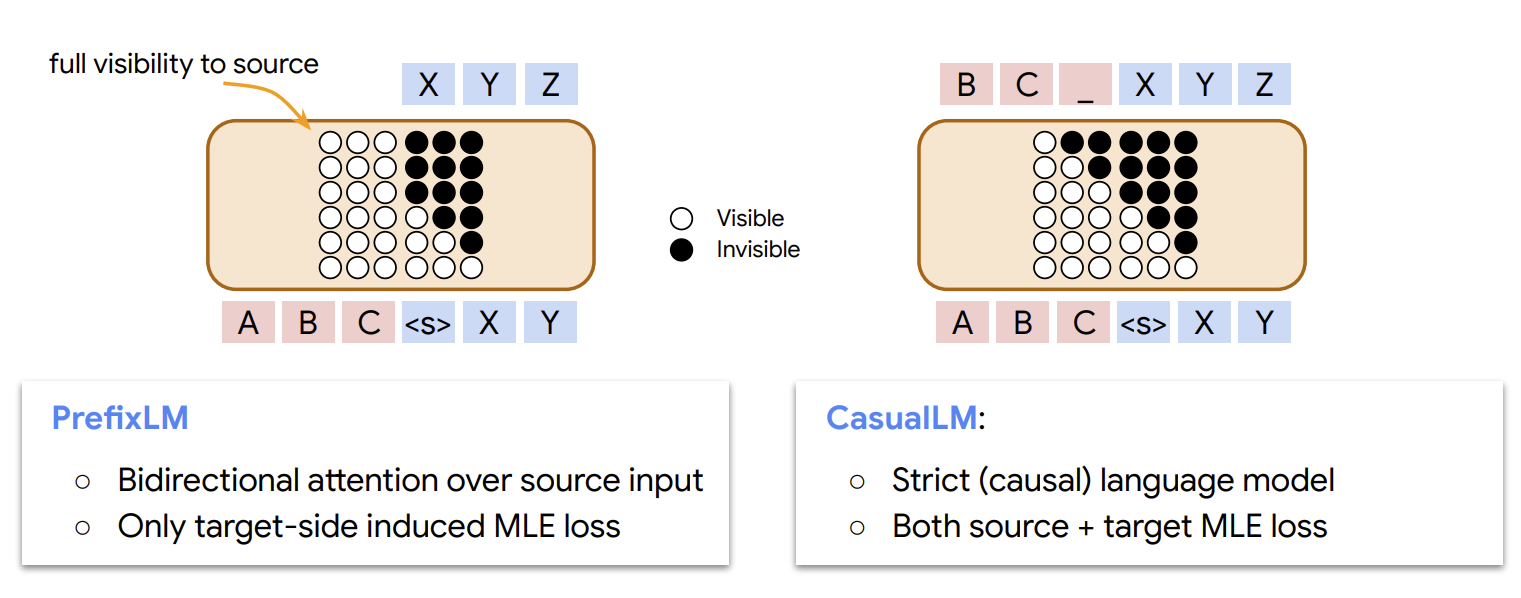 full visibility to source
X Y Z
A B C <s> X Y
Visible
Invisible
B C _ X Y Z
A B C <s> X Y
PrefixLM
○ Bidirectional attention over source input
○ Only target-side induced MLE loss
CasualLM:
○ Strict (causal) language model
○ Both source + target MLE loss